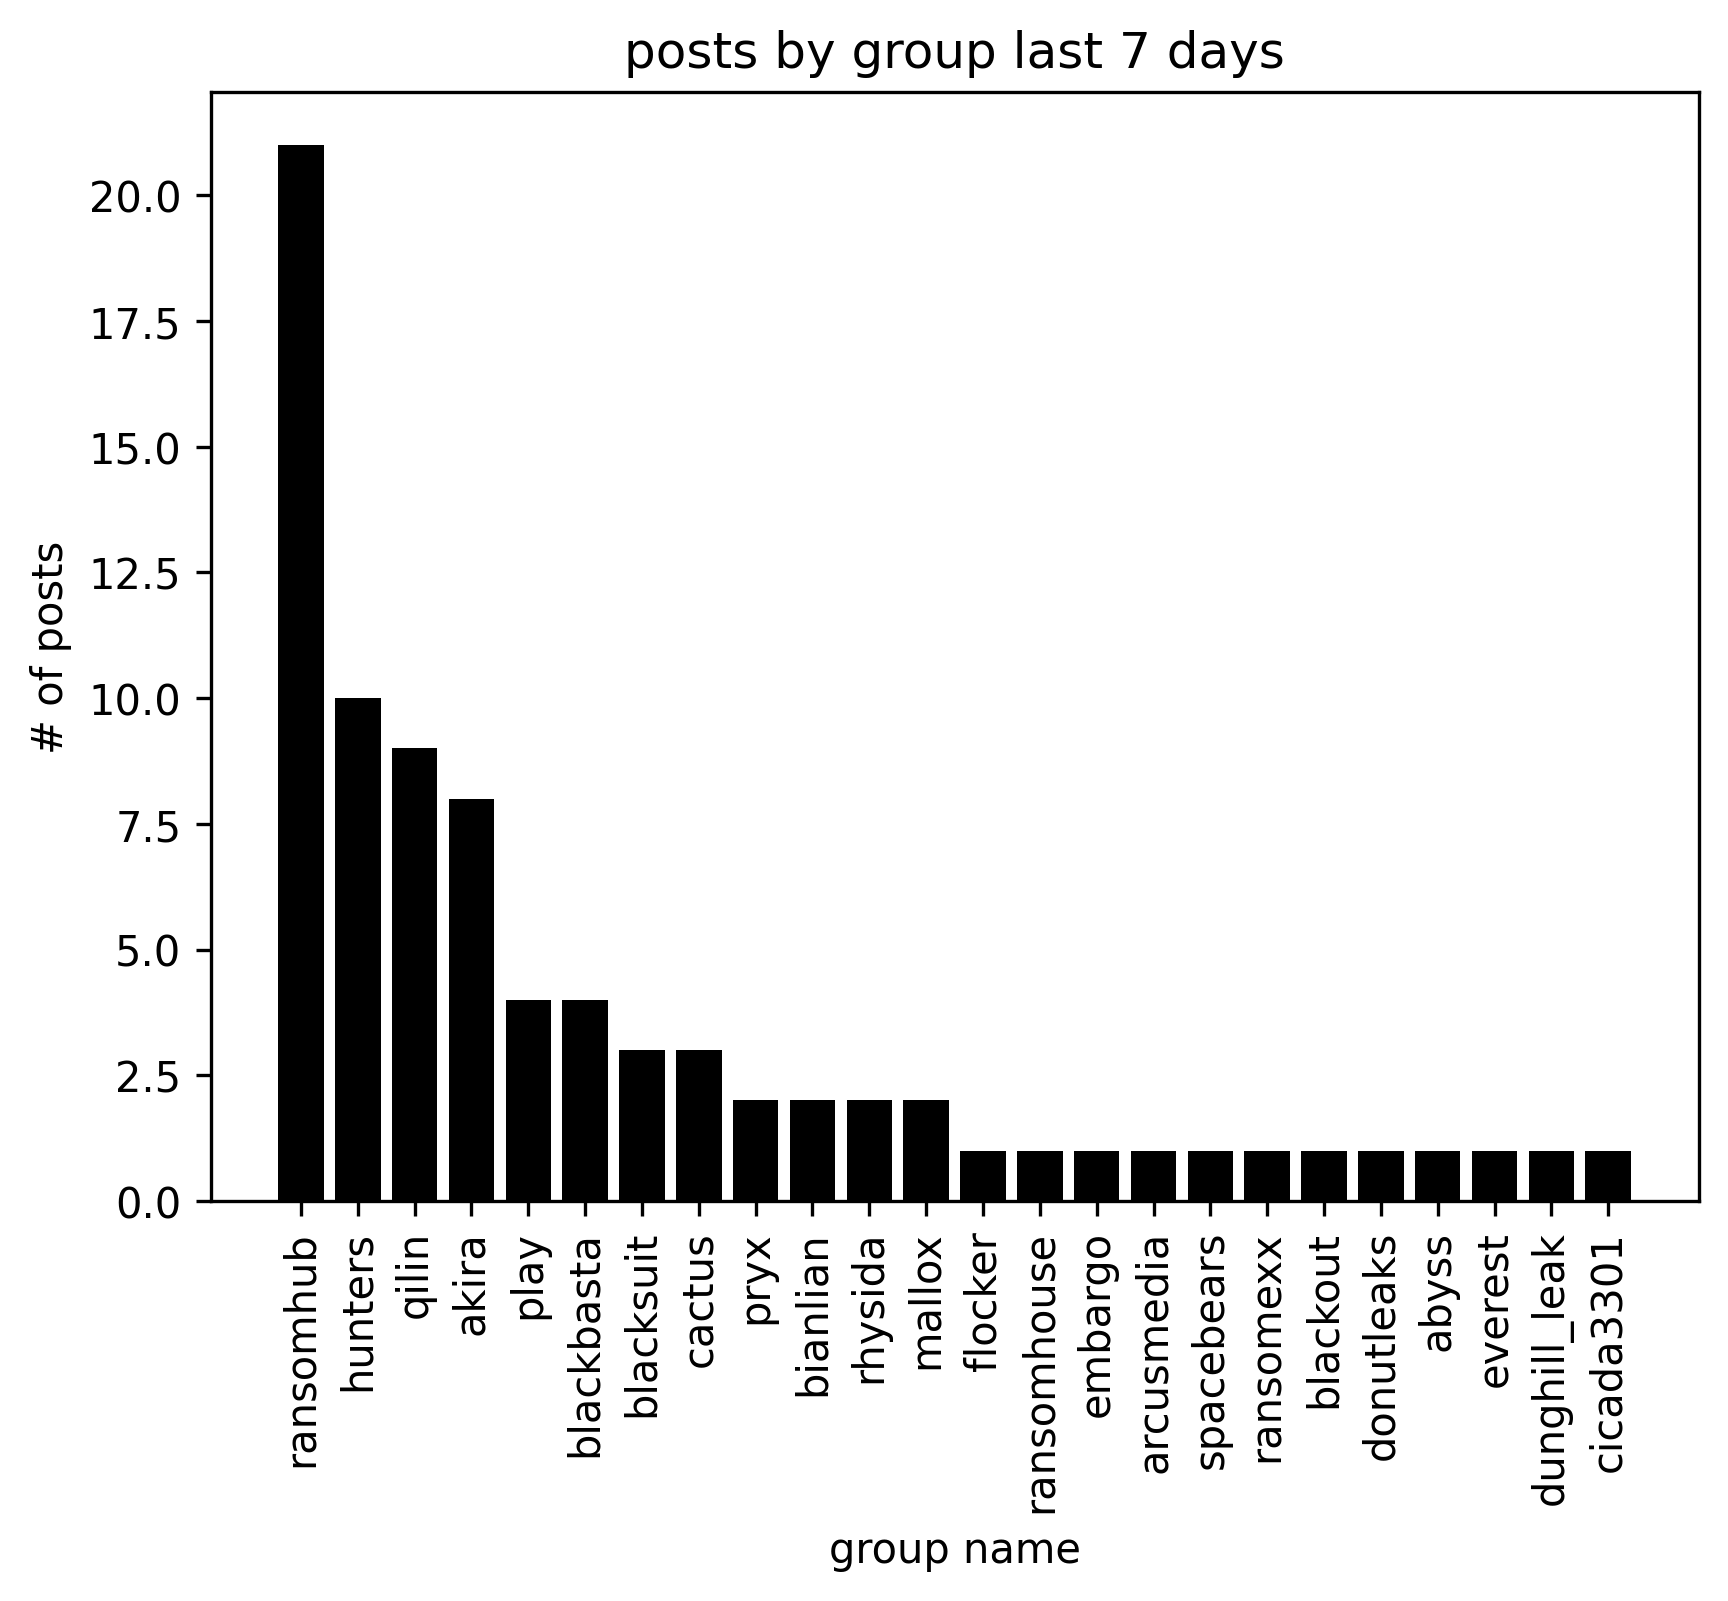 posts by group last 7 days
20.0
17.5
15.0
12.5
10.0
7.5
5.0
2.5
0.0
# of posts
ransomhub
hunters
qilin
akira
play
blackbasta
blacksuit
cactus
pryx
bianlian
rhysida
mallox
flocker
ransomhouse
embargo
arcusmedia
spacebears
ransomexx
blackout
donutleaks
abyss
everest
dunghill_leak
cicada3301
group name